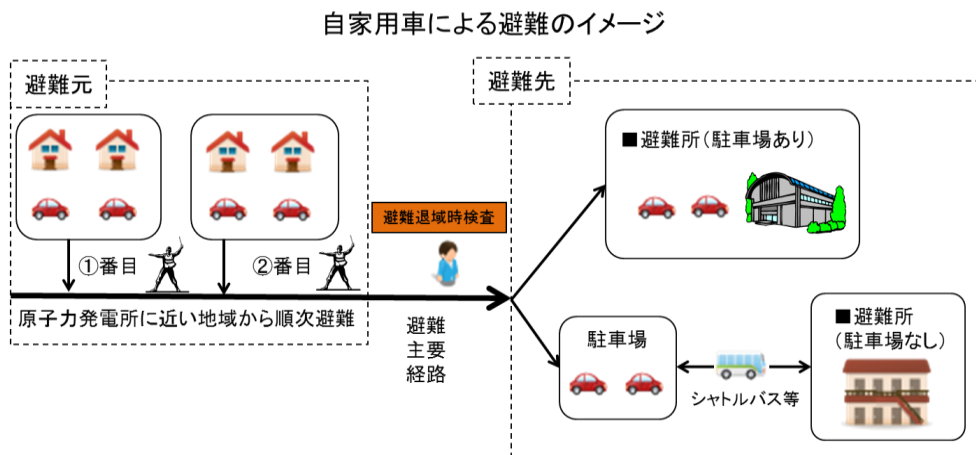 自家用車による避難のイメージ
避難元
避難先
■避難所（駐車場あり）
避難退域時検査
①番目
②番目
原子力発電所に近い地域から順次避難
避難
主要
経路
駐車場
シャトルバス等
■避難所
（駐車場なし）